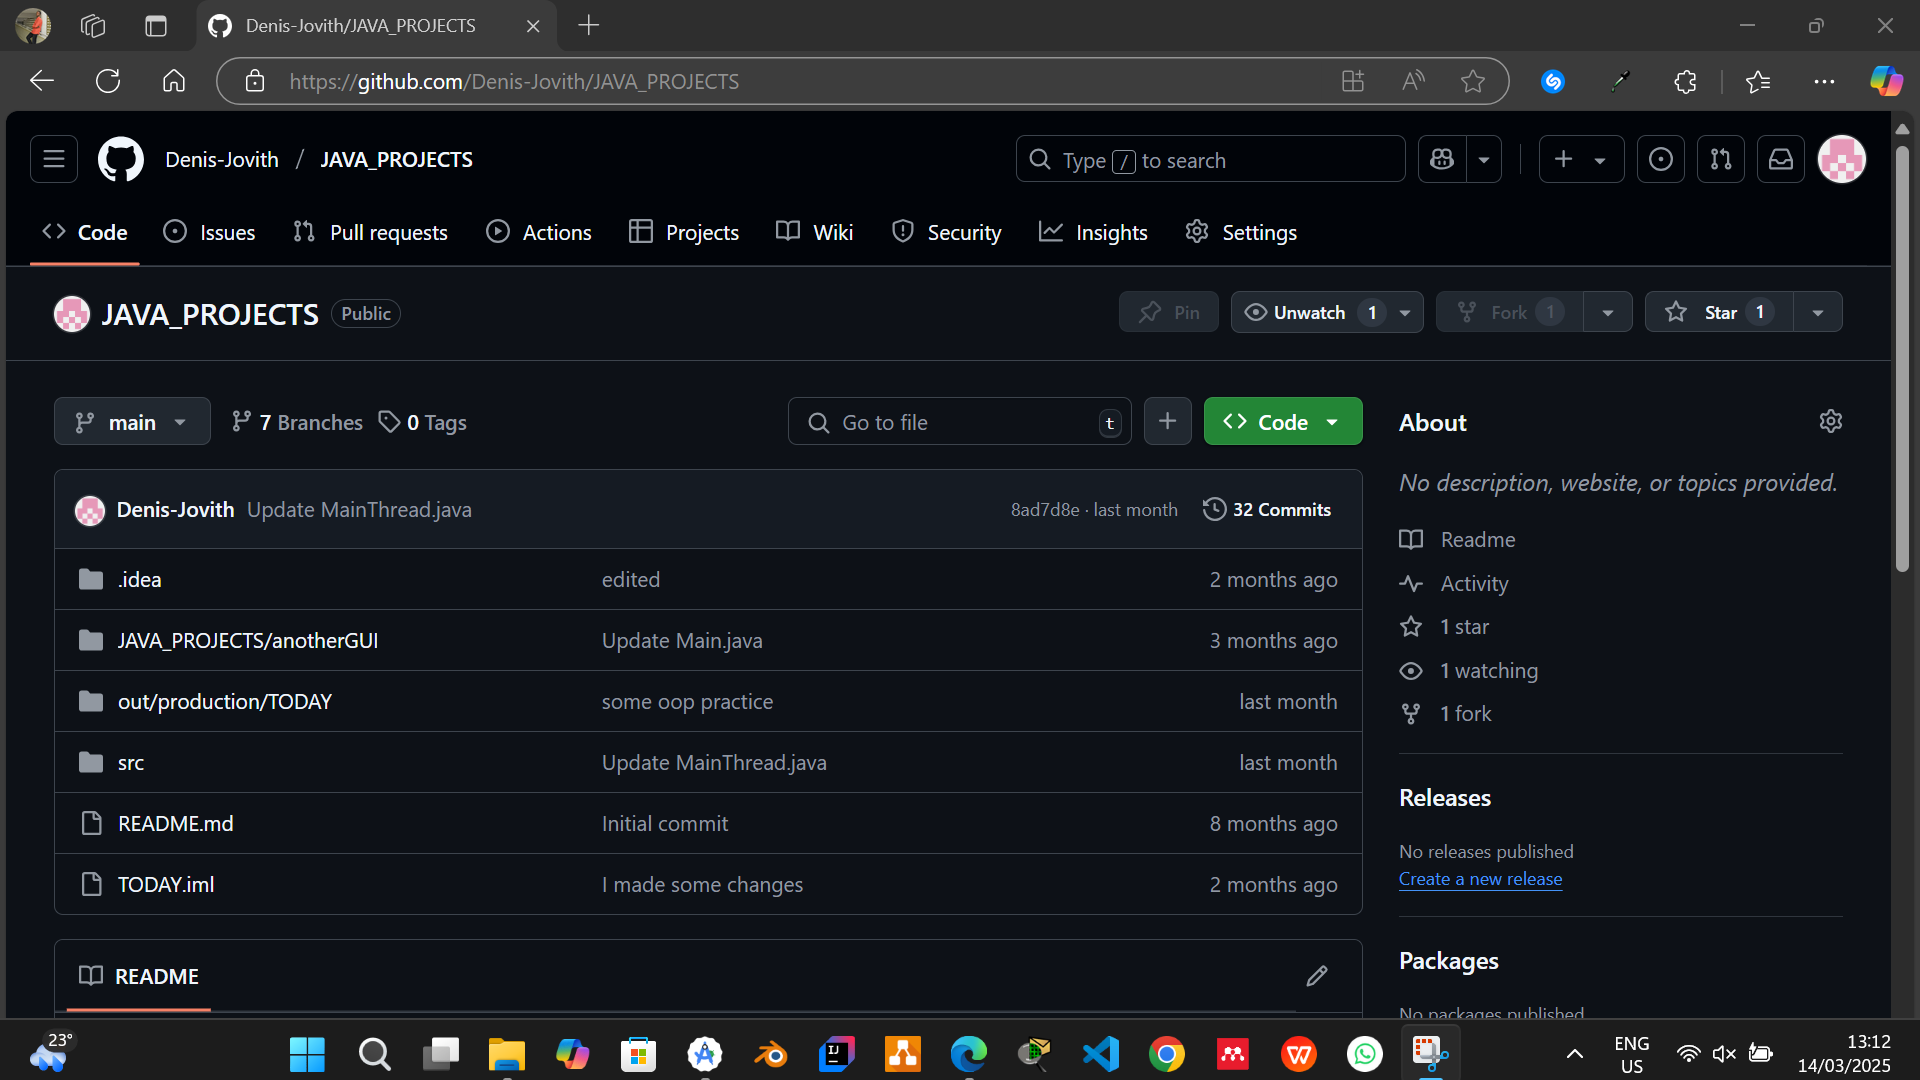 Denis-Jovith/JAVA_PROJECTS
https://github.com/Denis-Jovith/JAVA_PROJECTS
Denis-Jovith / JAVA_PROJECTS
Type / to search
Code Issues Pull requests Actions Projects Wiki Security Insights Settings
JAVA_PROJECTS Public
Pin Unwatch 1 Fork 1 Star 1
main 7 Branches 0 Tags
Go to file t
Code
Denis-Jovith Update MainThread.java 8ad7d8e · last month 32 Commits
.idea edited 2 months ago
JAVA_PROJECTS/anotherGUI Update Main.java 3 months ago
out/production/TODAY some oop practice last month
src Update MainThread.java last month
README.md Initial commit 8 months ago
TODAY.iml I made some changes 2 months ago
README
About
No description, website, or topics provided.
Readme
Activity
1 star
1 watching
1 fork
Releases
No releases published
Create a new release
Packages
No packages published
23°
ENG
US
13:12
14/03/2025